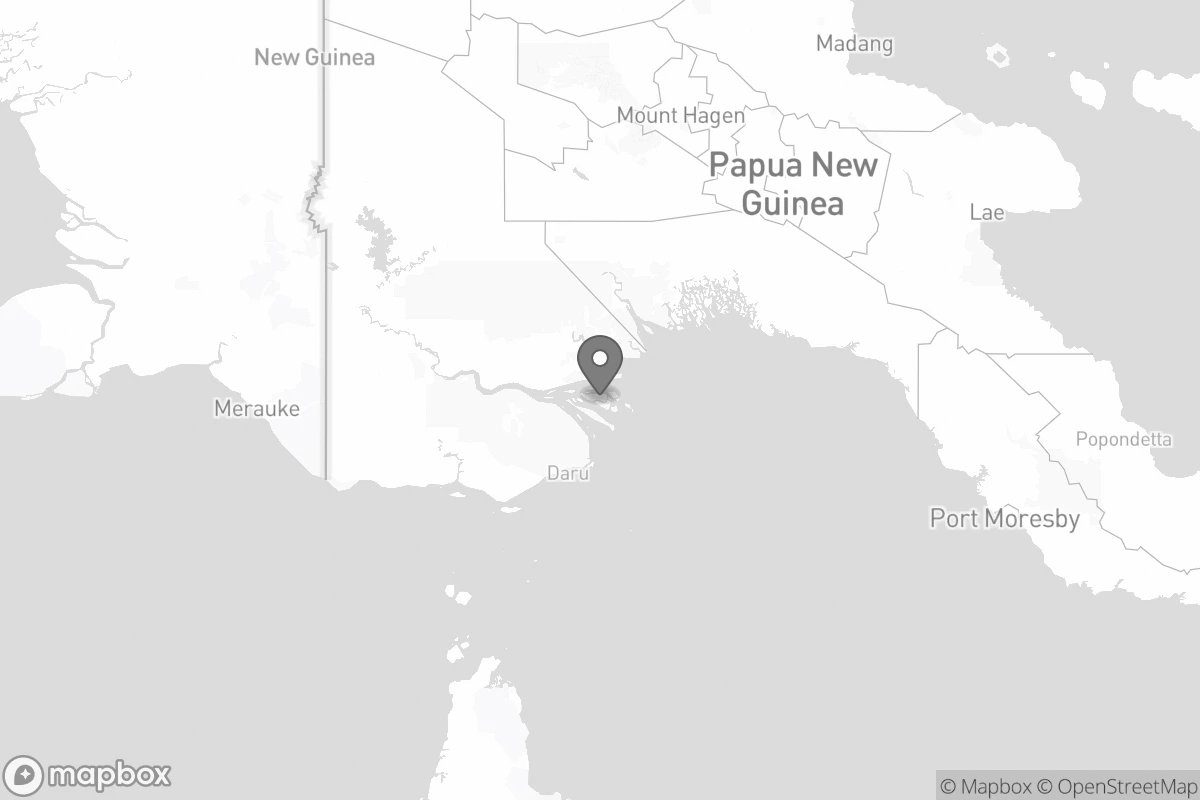 Madang
New Guinea
Mount Hagen
Papua New
Guinea
Lae
Merauke
Popondetta
Daru
Port Moresby
mapbox
© Mapbox © OpenStreetMap